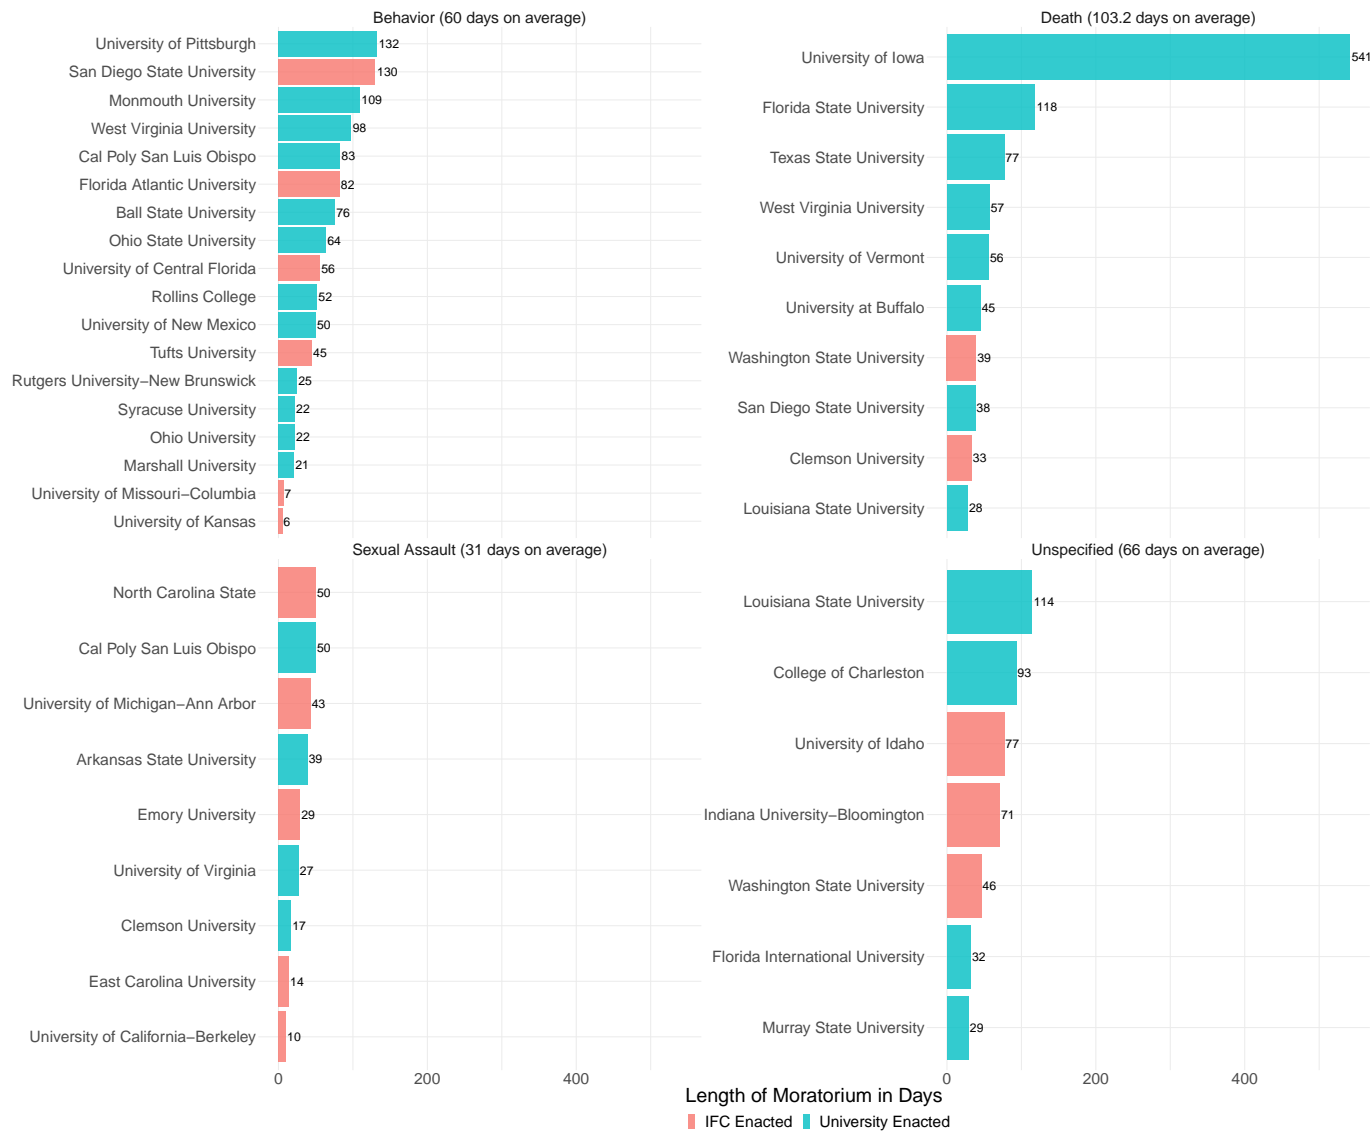 Behavior (60 days on average)
University of Pittsburgh 132
San Diego State University 130
Monmouth University 109
West Virginia University 98
Cal Poly San Luis Obispo 83
Florida Atlantic University 82
Ball State University 76
Ohio State University 64
University of Central Florida 56
Rollins College 52
University of New Mexico 50
Tufts University 45
Rutgers University−New Brunswick 25
Syracuse University 22
Ohio University 22
Marshall University 21
University of Missouri−Columbia 7
University of Kansas 6
Death (103.2 days on average)
University of Iowa 541
Florida State University 118
Texas State University 77
West Virginia University 57
University of Vermont 56
University at Buffalo 45
Washington State University 39
San Diego State University 38
Clemson University 33
Louisiana State University 28
Sexual Assault (31 days on average)
North Carolina State 50
Cal Poly San Luis Obispo 50
University of Michigan−Ann Arbor 43
Arkansas State University 39
Emory University 29
University of Virginia 27
Clemson University 17
East Carolina University 14
University of California−Berkeley 10
0 200 400
Unspecified (66 days on average)
Louisiana State University 114
College of Charleston 93
University of Idaho 77
Indiana University−Bloomington 71
Washington State University 46
Florida International University 32
Murray State University 29
0 200 400
Length of Moratorium in Days
IFC Enacted University Enacted